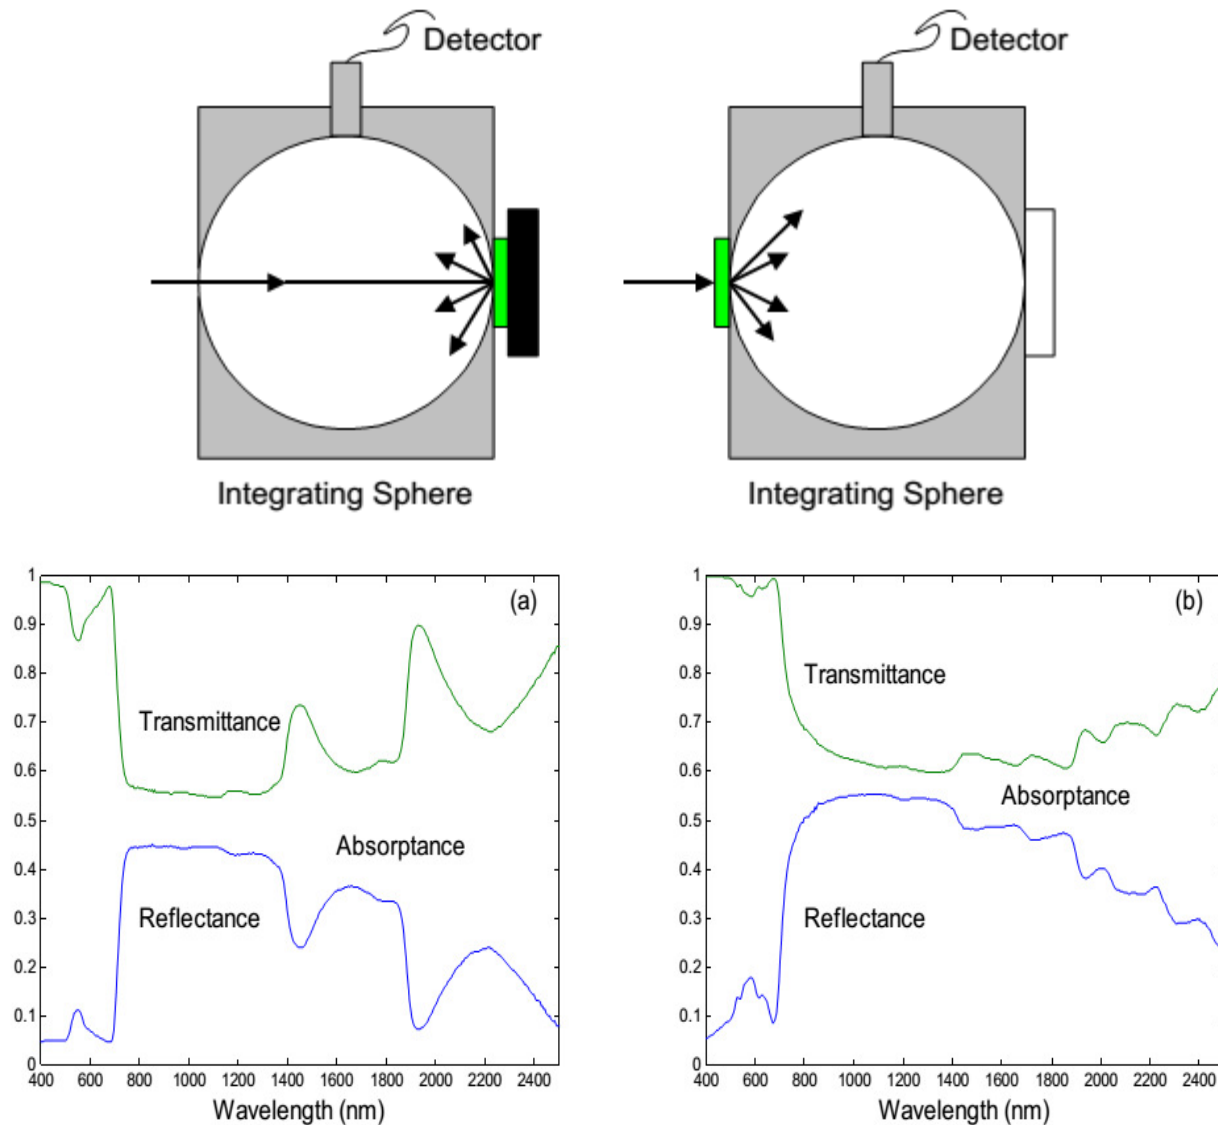 Detector
Detector
Integrating Sphere
Integrating Sphere
1
0.9
0.8
0.7
0.6
0.5
0.4
0.3
0.2
0.1
0
(a)
Transmittance
Absorptance
Reflectance
400 600 800 1000 1200 1400 1600 1800 2000 2200 2400
Wavelength (nm)
1
0.9
0.8
0.7
0.6
0.5
0.4
0.3
0.2
0.1
0
(b)
Transmittance
Absorptance
Reflectance
400 600 800 1000 1200 1400 1600 1800 2000 2200 2400
Wavelength (nm)